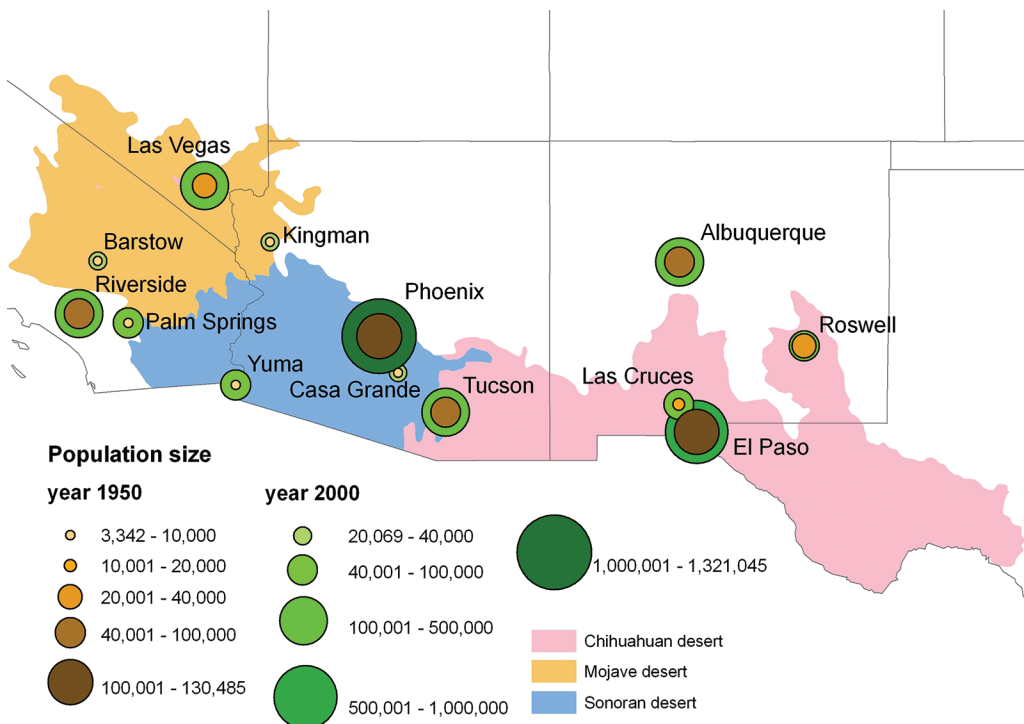 Las Vegas
Kingman
Barstow
Albuquerque
Riverside
Phoenix
Palm Springs
Roswell
Yuma
Casa Grande
Las Cruces
Tucson
El Paso
Population size
year 1950
3,342 - 10,000
10,001 - 20,000
20,001 - 40,000
40,001 - 100,000
100,001 - 130,485
year 2000
20,069 - 40,000
40,001 - 100,000
100,001 - 500,000
500,001 - 1,000,000
1,000,001 - 1,321,045
Chihuahuan desert
Mojave desert
Sonoran desert